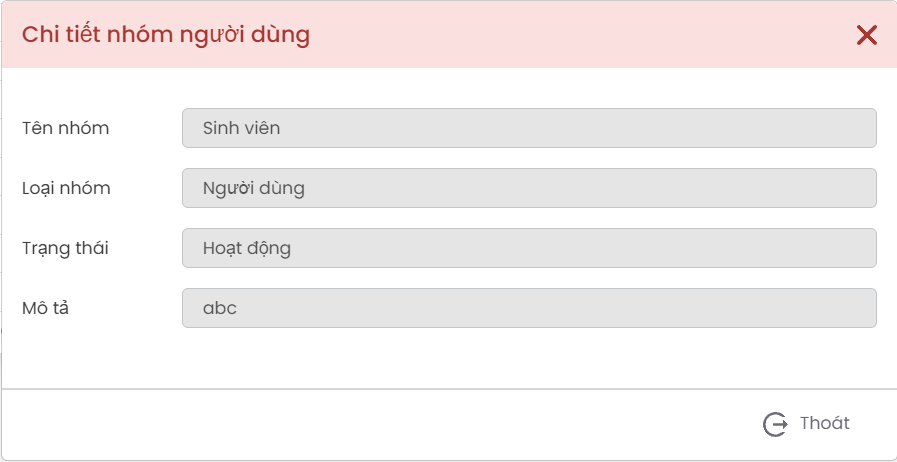 Chi tiết nhóm người dùng
Tên nhóm Sinh viên
Loại nhóm Người dùng
Trạng thái Hoạt động
Mô tả abc
Thoát